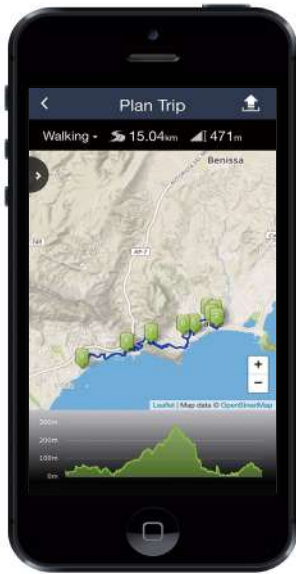 Plan Trip
Walking
15.04km
471m
Benissa
AP-7
+
−
Leaflet | Map data © OpenStreetMap
300m
200m
100m
0m